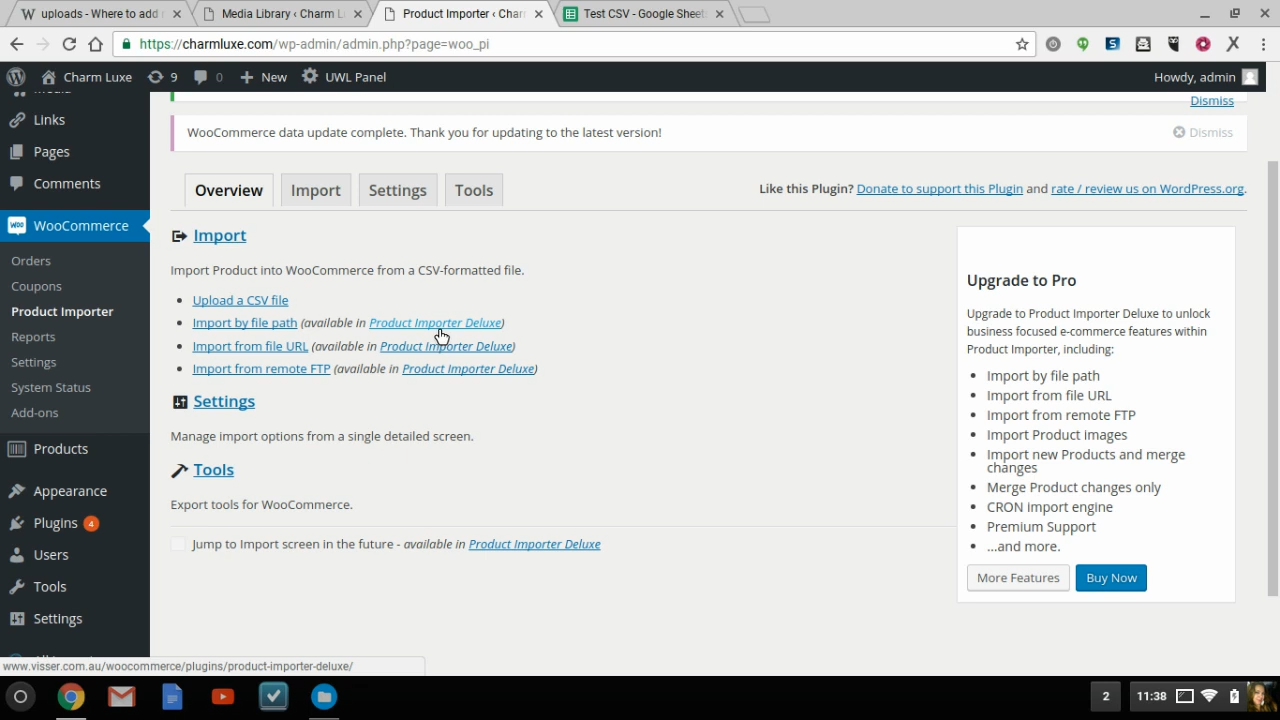 uploads - Where to add
Media Library ‹ Charm L
Product Importer ‹ Char
Test CSV - Google Sheet
https://charmluxe.com/wp-admin/admin.php?page=woo_pi
Charm Luxe 9 0 New UWL Panel Howdy, admin
Media
Links
Pages
Comments
WooCommerce
Orders
Coupons
Product Importer
Reports
Settings
System Status
Add-ons
Products
Appearance
Plugins 4
Users
Tools
Settings
Dismiss
WooCommerce data update complete. Thank you for updating to the latest version! Dismiss
Overview Import Settings Tools
Like this Plugin? Donate to support this Plugin and rate / review us on WordPress.org.
Import
Import Product into WooCommerce from a CSV-formatted file.
Upload a CSV file
Import by file path (available in Product Importer Deluxe)
Import from file URL (available in Product Importer Deluxe)
Import from remote FTP (available in Product Importer Deluxe)
Settings
Manage import options from a single detailed screen.
Tools
Export tools for WooCommerce.
Jump to Import screen in the future - available in Product Importer Deluxe
Upgrade to Pro
Upgrade to Product Importer Deluxe to unlock
business focused e-commerce features within
Product Importer, including:
Import by file path
Import from file URL
Import from remote FTP
Import Product images
Import new Products and merge
changes
Merge Product changes only
CRON import engine
Premium Support
...and more.
More Features Buy Now
www.visser.com.au/woocommerce/plugins/product-importer-deluxe/
2 11:38